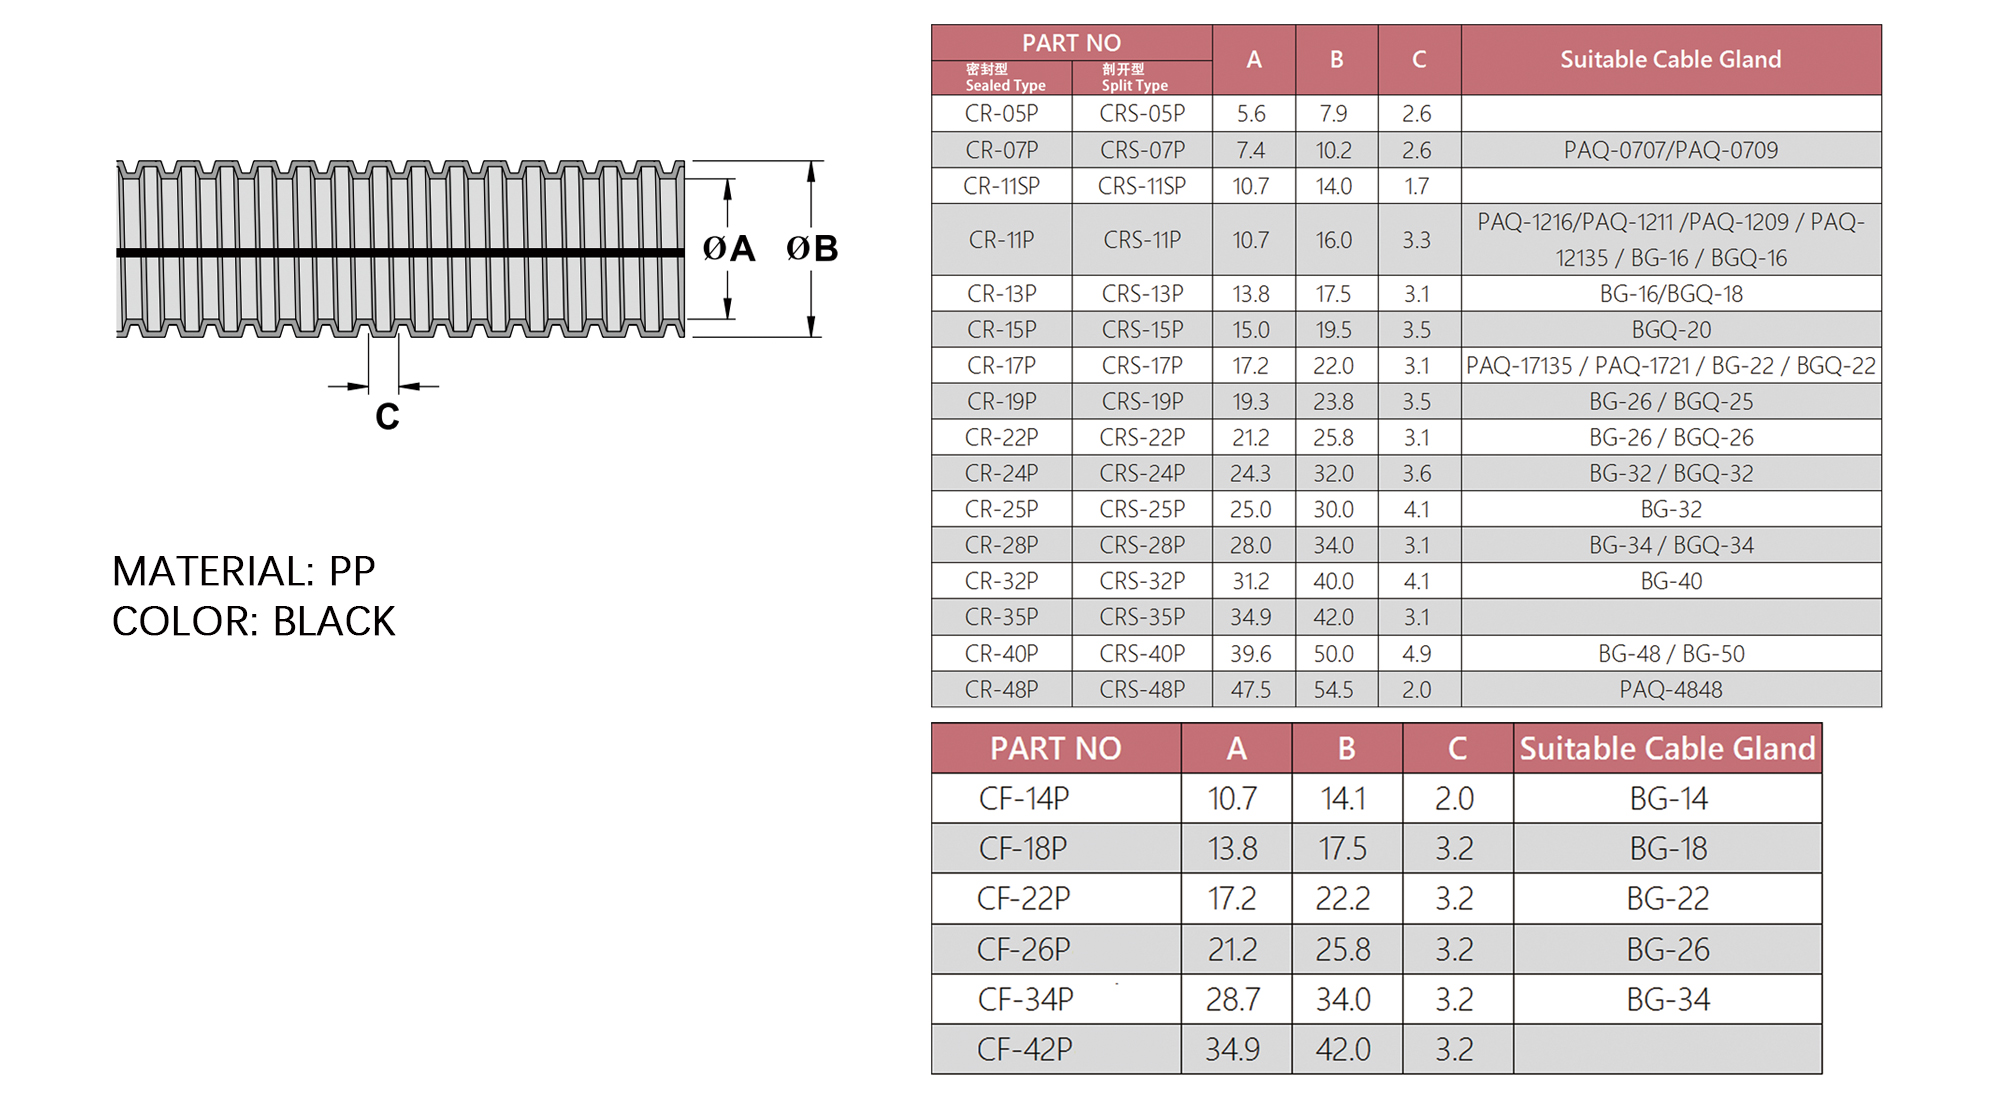 ØA
ØB
C
MATERIAL: PP
COLOR: BLACK
PART NO A B C Suitable Cable Gland
密封型 剖开型
Sealed Type Split Type
CR-05P CRS-05P 5.6 7.9 2.6
CR-07P CRS-07P 7.4 10.2 2.6 PAQ-0707/PAQ-0709
CR-11SP CRS-11SP 10.7 14.0 1.7
CR-11P CRS-11P 10.7 16.0 3.3 PAQ-1216/PAQ-1211 /PAQ-1209 / PAQ-
12135 / BG-16 / BGQ-16
CR-13P CRS-13P 13.8 17.5 3.1 BG-16/BGQ-18
CR-15P CRS-15P 15.0 19.5 3.5 BGQ-20
CR-17P CRS-17P 17.2 22.0 3.1 PAQ-17135 / PAQ-1721 / BG-22 / BGQ-22
CR-19P CRS-19P 19.3 23.8 3.5 BG-26 / BGQ-25
CR-22P CRS-22P 21.2 25.8 3.1 BG-26 / BGQ-26
CR-24P CRS-24P 24.3 32.0 3.6 BG-32 / BGQ-32
CR-25P CRS-25P 25.0 30.0 4.1 BG-32
CR-28P CRS-28P 28.0 34.0 3.1 BG-34 / BGQ-34
CR-32P CRS-32P 31.2 40.0 4.1 BG-40
CR-35P CRS-35P 34.9 42.0 3.1
CR-40P CRS-40P 39.6 50.0 4.9 BG-48 / BG-50
CR-48P CRS-48P 47.5 54.5 2.0 PAQ-4848
PART NO A B C Suitable Cable Gland
CF-14P 10.7 14.1 2.0 BG-14
CF-18P 13.8 17.5 3.2 BG-18
CF-22P 17.2 22.2 3.2 BG-22
CF-26P 21.2 25.8 3.2 BG-26
CF-34P 28.7 34.0 3.2 BG-34
CF-42P 34.9 42.0 3.2